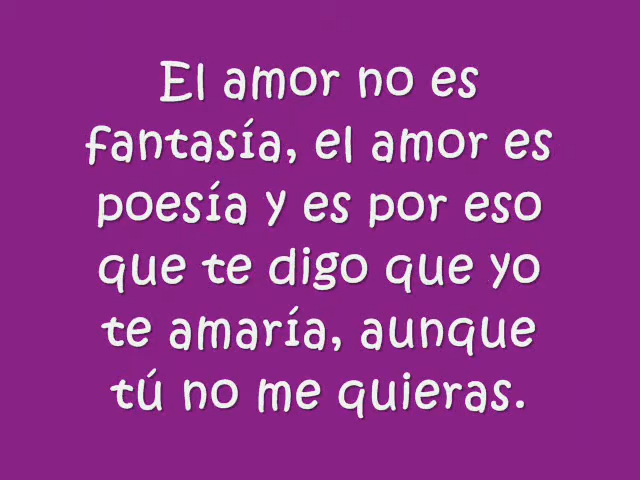 El amor no es
fantasía, el amor es
poesía y es por eso
que te digo que yo
te amaría, aunque
tú no me quieras.